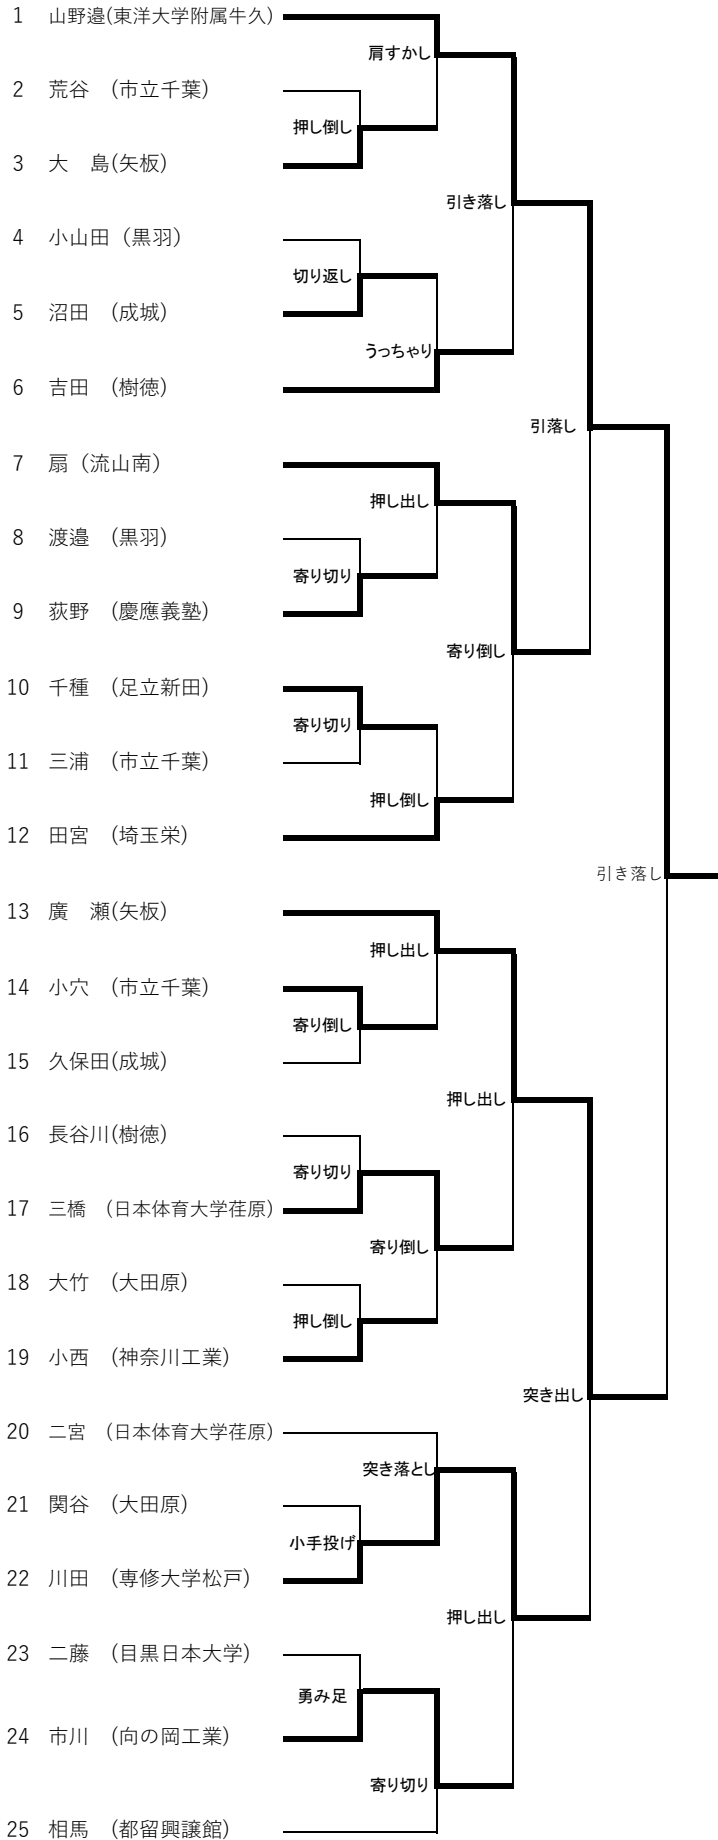 1 山野邉(東洋大学附属牛久)
肩すかし
2 荒谷 (市立千葉)
押し倒し
3 大 島(矢板)
引き落し
4 小山田 (黒羽)
切り返し
5 沼田 (成城)
うっちゃり
6 吉田 (樹徳)
引落し
7 扇 (流山南)
押し出し
8 渡邉 (黒羽)
寄り切り
9 荻野 (慶應義塾)
寄り倒し
10 千種 (足立新田)
寄り切り
11 三浦 (市立千葉)
押し倒し
12 田宮 (埼玉栄)
引き落し
13 廣 瀬(矢板)
押し出し
14 小穴 (市立千葉)
寄り倒し
15 久保田(成城)
押し出し
16 長谷川(樹徳)
寄り切り
17 三橋 (日本体育大学荏原)
寄り倒し
18 大竹 (大田原)
押し倒し
19 小西 (神奈川工業)
突き出し
20 二宮 (日本体育大学荏原)
突き落とし
21 関谷 (大田原)
小手投げ
22 川田 (専修大学松戸)
押し出し
23 二藤 (目黒日本大学)
勇み足
24 市川 (向の岡工業)
寄り切り
25 相馬 (都留興譲館)